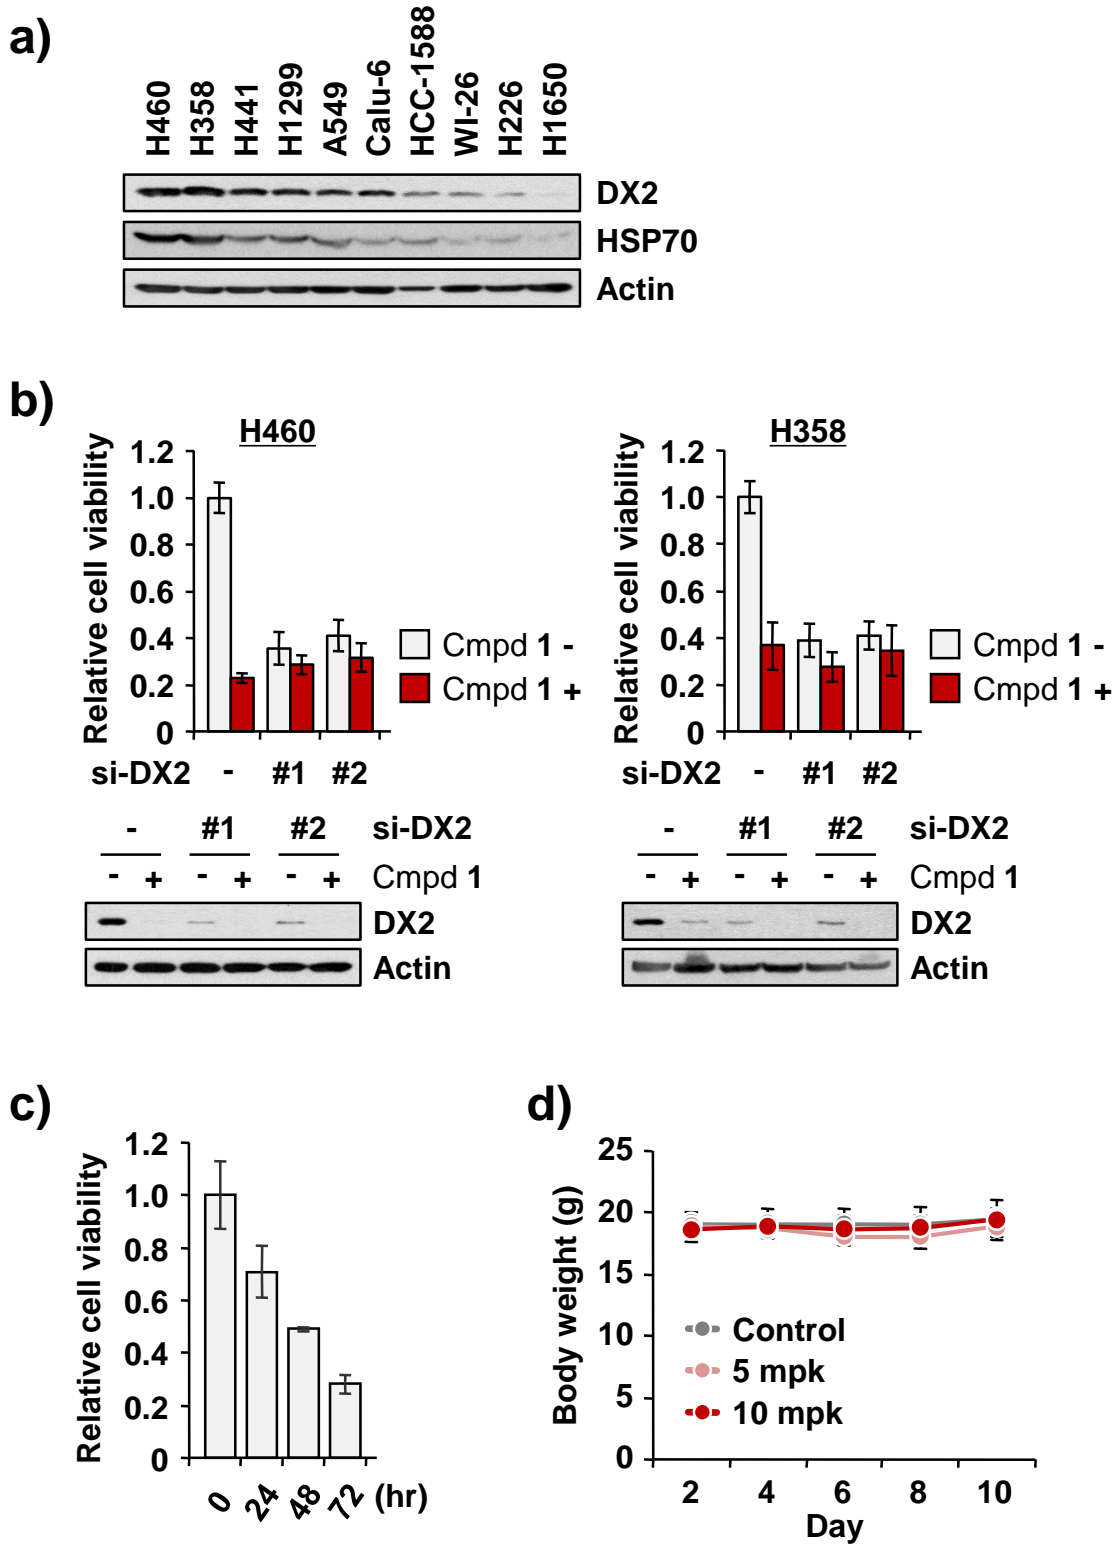 a)
H460
H358
H441
H1299
A549
Calu-6
HCC-1588
WI-26
H226
H1650
DX2
HSP70
Actin
b)
H460
Relative cell viability
1.2
1.0
0.8
0.6
0.4
0.2
0
Cmpd 1 -
Cmpd 1 +
si-DX2 - #1 #2
- #1 #2 si-DX2
- + - + - + Cmpd 1
DX2
Actin
H358
Relative cell viability
1.2
1.0
0.8
0.6
0.4
0.2
0
Cmpd 1 -
Cmpd 1 +
si-DX2 - #1 #2
- #1 #2 si-DX2
- + - + - + Cmpd 1
DX2
Actin
c)
Relative cell viability
1.2
1.0
0.8
0.6
0.4
0.2
0
0 24 48 72 (hr)
d)
Body weight (g)
25
20
15
10
5
0
Control
5 mpk
10 mpk
2 4 6 8 10
Day